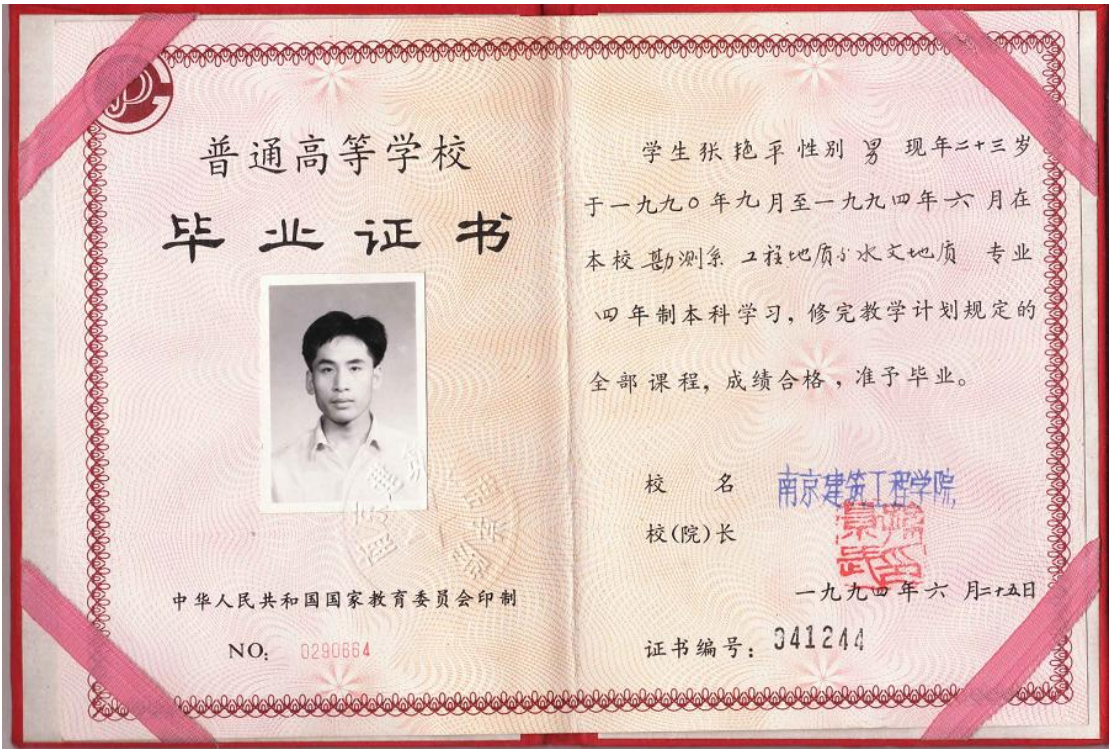 普通高等学校
毕业证书
中华人民共和国国家教育委员会印制
NO: 0290664
学生张艳平性别 男 现年二十三岁
于一九九〇年九月至一九九四年六月在
本校勘测系 工程地质与水文地质 专业
四年制本科学习，修完教学计划规定的
全部课程，成绩合格，准予毕业。
校 名 南京建筑工程学院
校(院)长
一九九四年六月二十五日
证书编号：941244